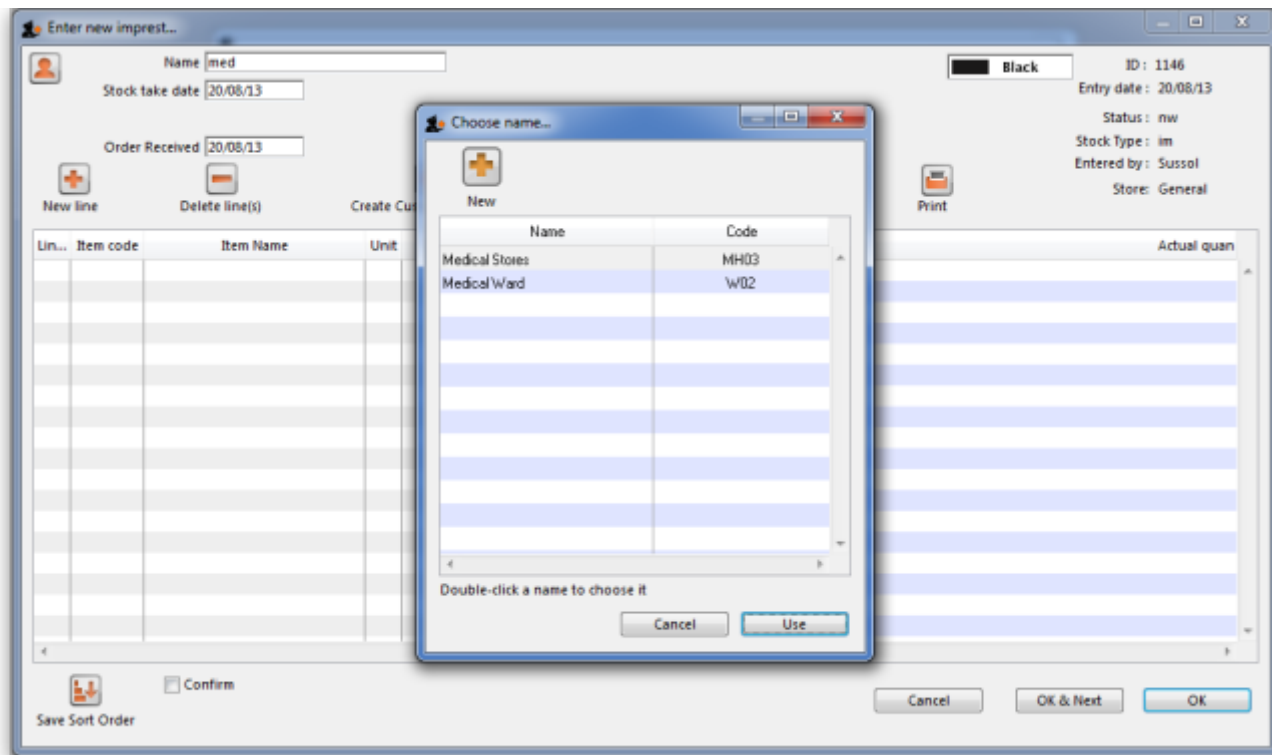 Enter new imprest...
Name med
Stock take date 20/08/13
Order Received 20/08/13
Black
ID : 1146
Entry date : 20/08/13
Status : nw
Stock Type : im
Entered by : Sussol
Store: General
New line
Delete line(s)
Create Cus
Print
Lin... Item code Item Name Unit
Actual quan
Choose name...
New
Name Code
Medical Stores MH03
Medical Ward W02
Double-click a name to choose it
Cancel Use
Confirm
Save Sort Order
Cancel OK & Next OK